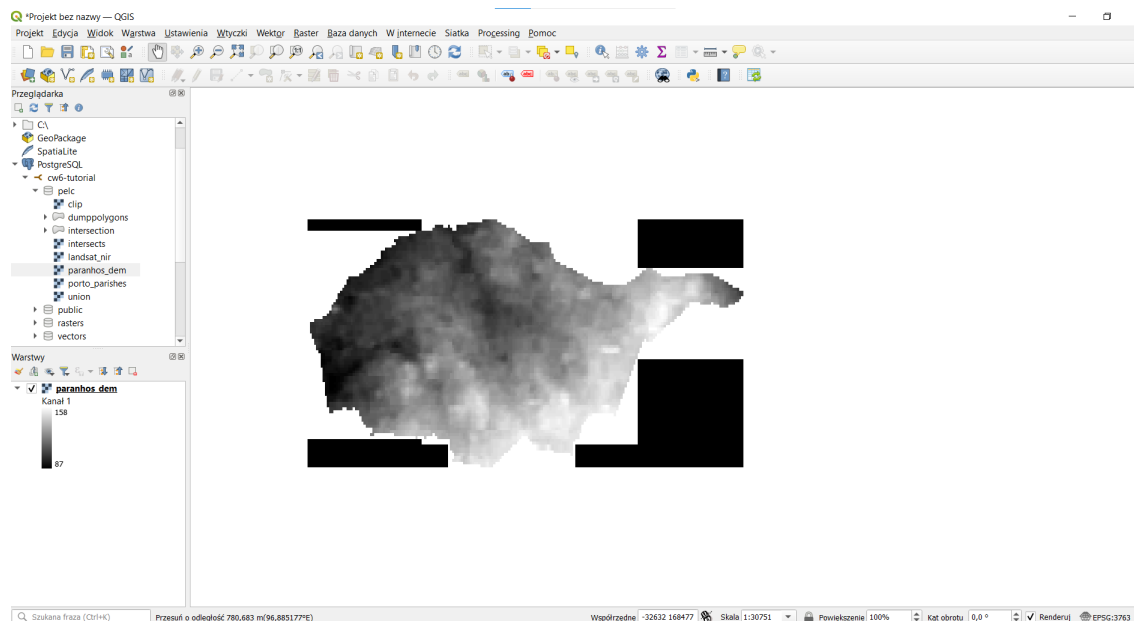 *Projekt bez nazwy — QGIS
Projekt Edycja Widok Warstwa Ustawienia Wtyczki Wektor Raster Baza danych W internecie Siatka Processing Pomoc
Przeglądarka
C:\
GeoPackage
SpatiaLite
PostgreSQL
cw6-tutorial
pelc
clip
dumppolygons
intersection
intersects
landsat_nir
paranhos_dem
porto_parishes
union
public
rasters
vectors
Warstwy
paranhos_dem
Kanał 1
158
87
Szukana fraza (Ctrl+K) Przesuń o odległość 780,683 m(96,885177°E) Współrzędne -32632 168477 Skala 1:30751 Powiększenie 100% Kąt obrotu 0,0 ° Renderuj EPSG:3763